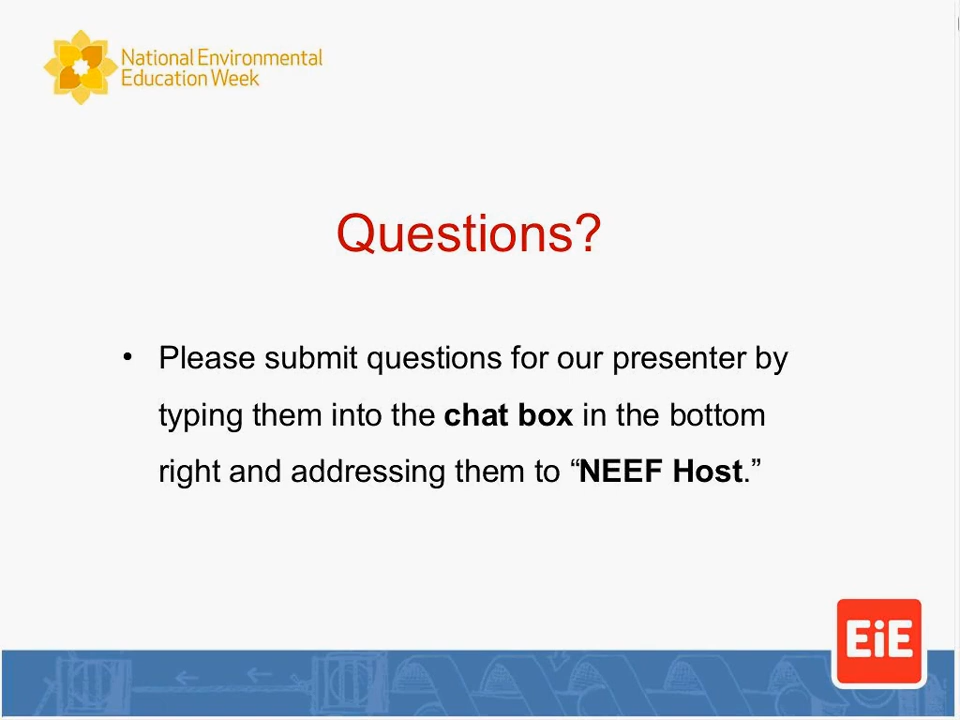 National Environmental
Education Week
Questions?
• Please submit questions for our presenter by
typing them into the chat box in the bottom
right and addressing them to “NEEF Host.”
EiE